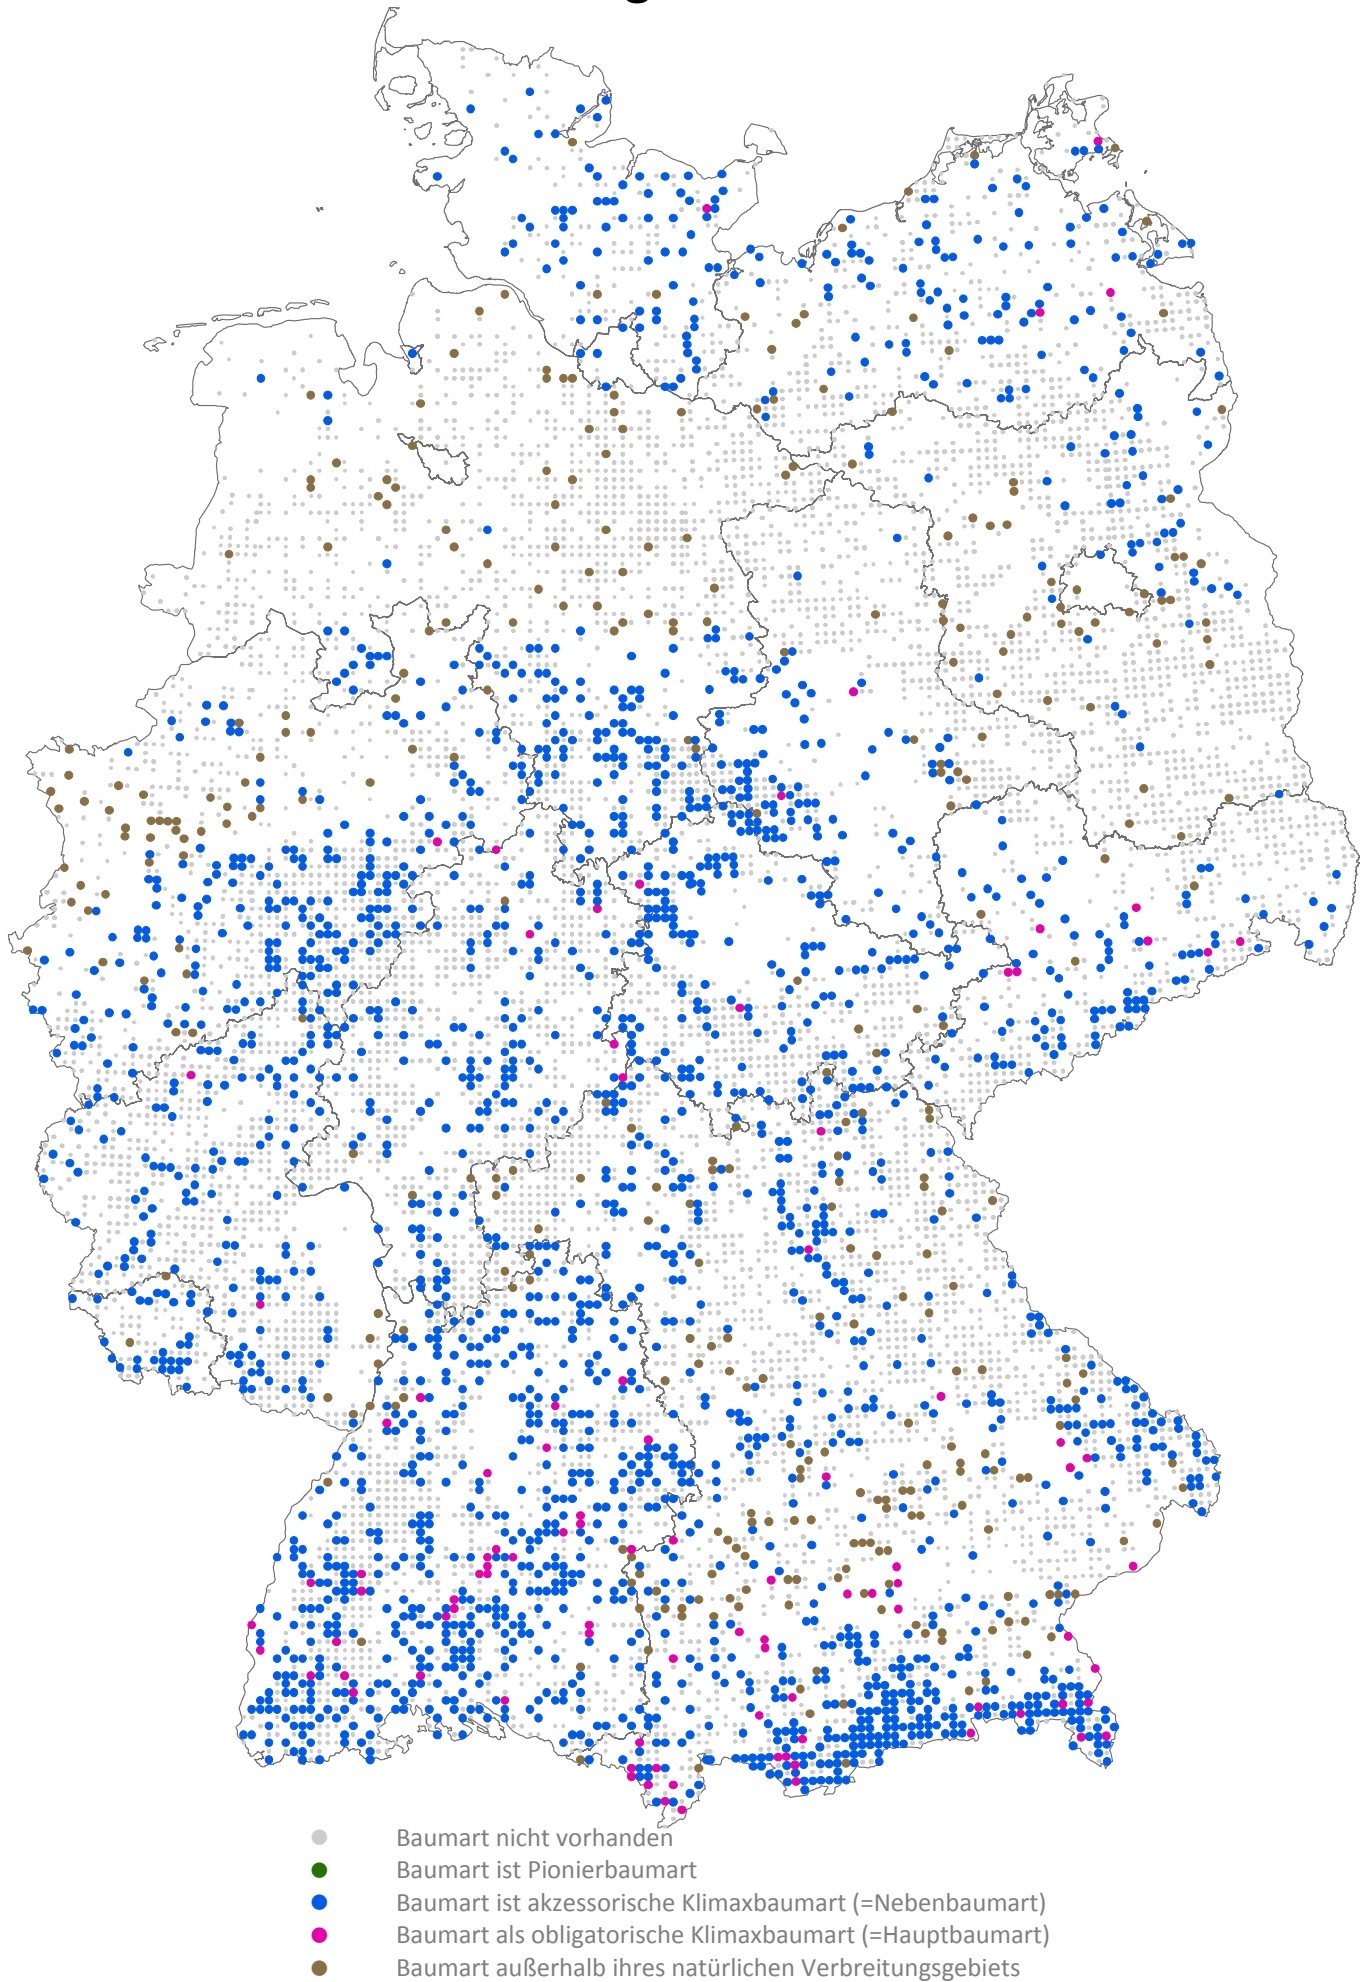 Baumart nicht vorhanden
Baumart ist Pionierbaumart
Baumart ist akzessorische Klimaxbaumart (=Nebenbaumart)
Baumart als obligatorische Klimaxbaumart (=Hauptbaumart)
Baumart außerhalb ihres natürlichen Verbreitungsgebiets